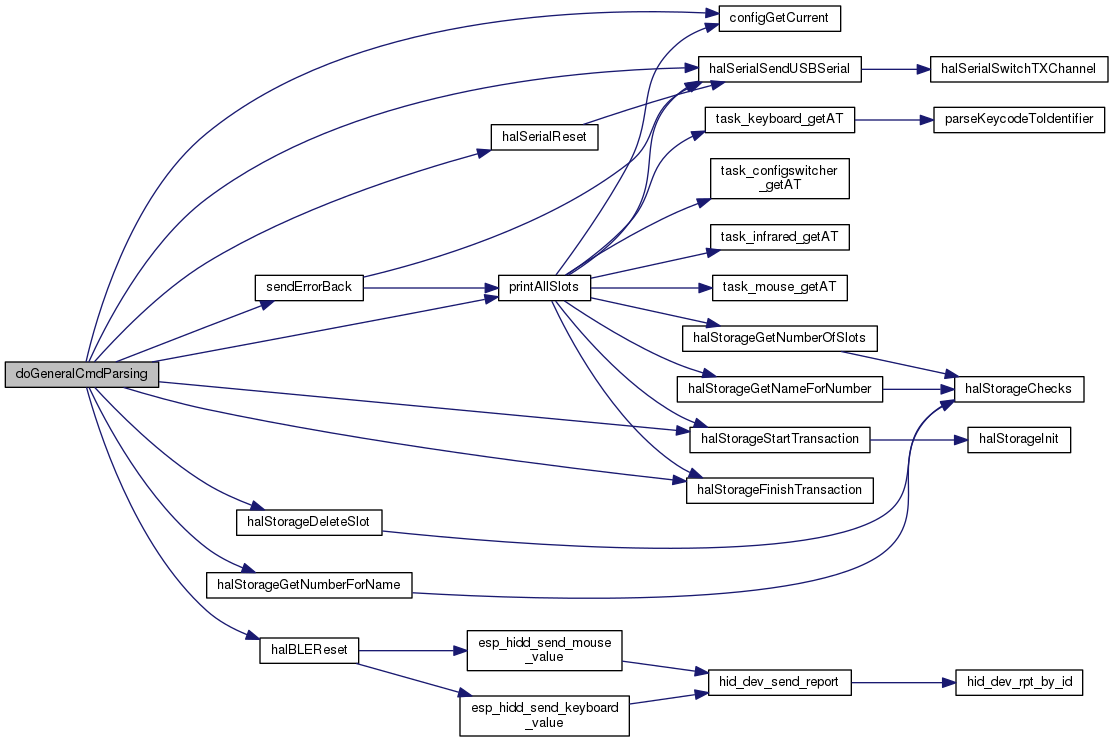 configGetCurrent
halSerialSendUSBSerial
halSerialSwitchTXChannel
task_keyboard_getAT
parseKeycodeToIdentifier
halSerialReset
task_configswitcher
_getAT
task_infrared_getAT
sendErrorBack
printAllSlots
task_mouse_getAT
halStorageGetNumberOfSlots
doGeneralCmdParsing
halStorageGetNameForNumber
halStorageChecks
halStorageStartTransaction
halStorageInit
halStorageFinishTransaction
halStorageDeleteSlot
halStorageGetNumberForName
halBLEReset
esp_hidd_send_mouse
_value
hid_dev_send_report
hid_dev_rpt_by_id
esp_hidd_send_keyboard
_value